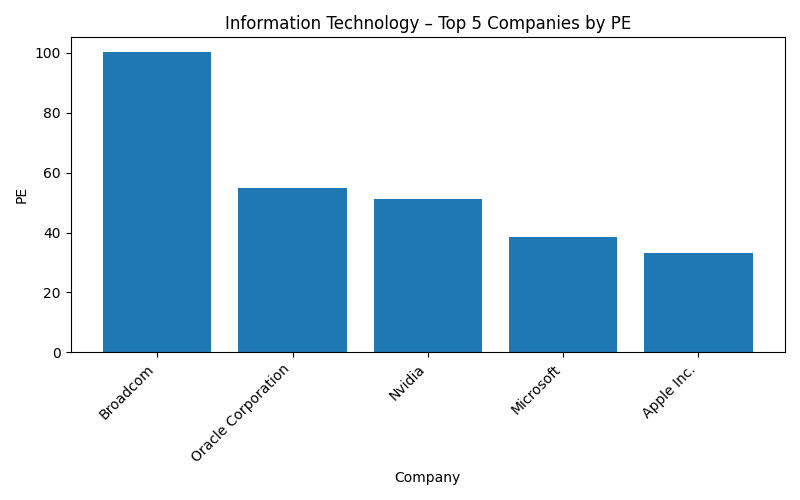 Information Technology – Top 5 Companies by PE
PE
100
80
60
40
20
0
Broadcom
Oracle Corporation
Nvidia
Microsoft
Apple Inc.
Company